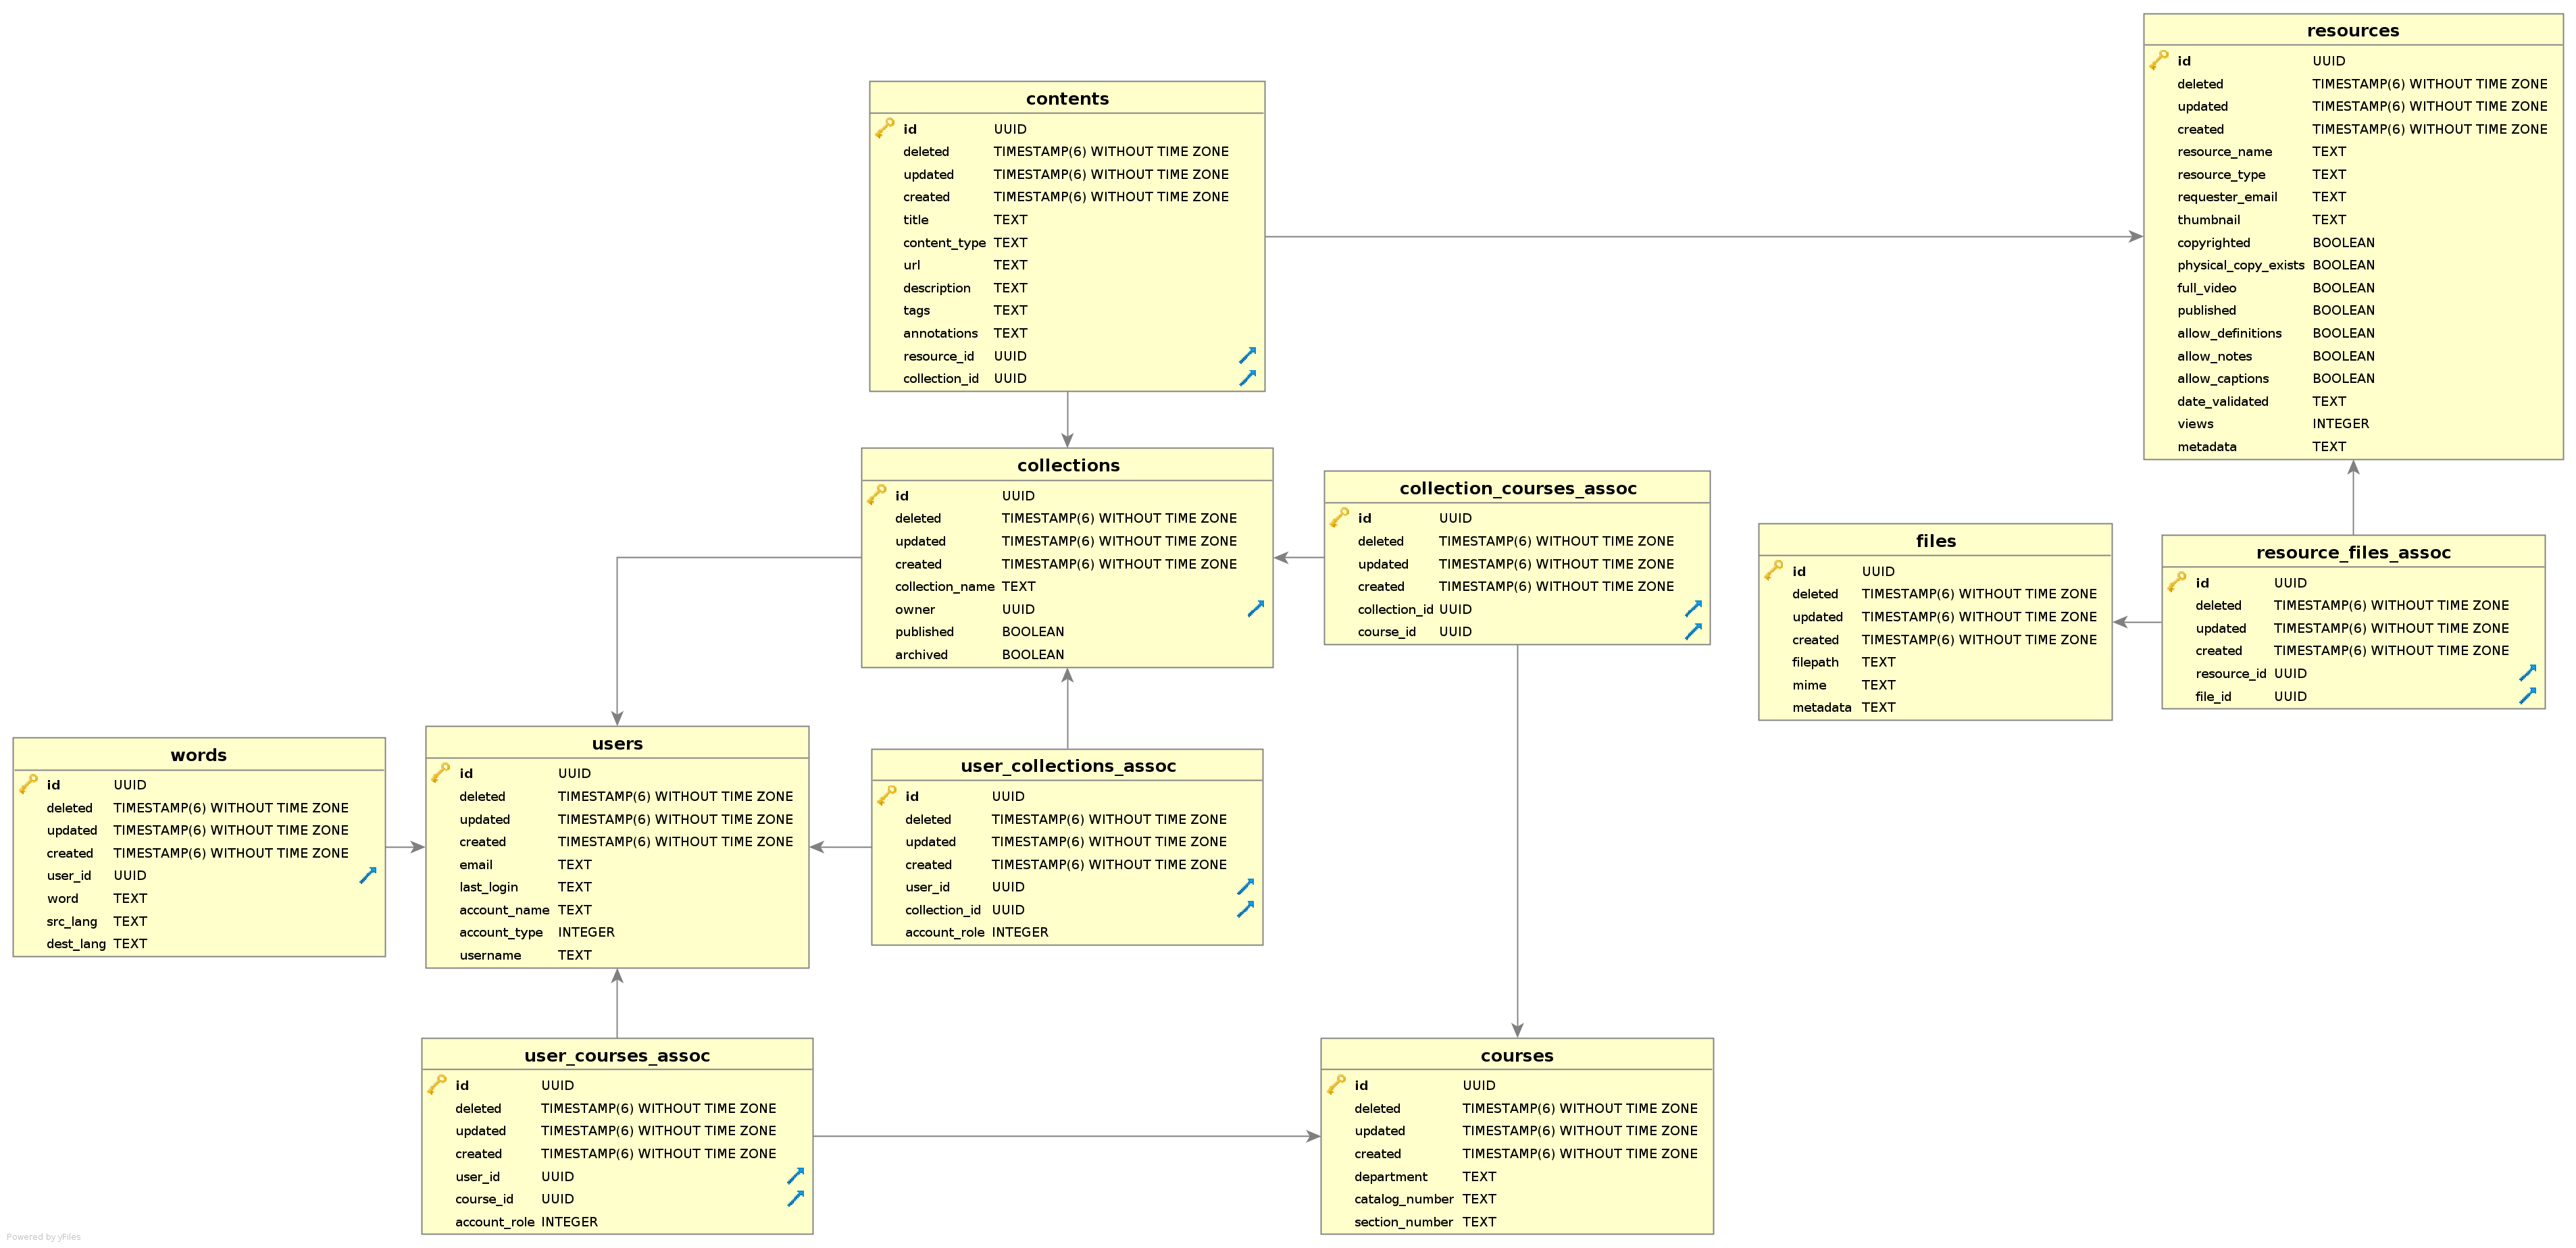 resources
id UUID
deleted TIMESTAMP(6) WITHOUT TIME ZONE
updated TIMESTAMP(6) WITHOUT TIME ZONE
created TIMESTAMP(6) WITHOUT TIME ZONE
resource_name TEXT
resource_type TEXT
requester_email TEXT
thumbnail TEXT
copyrighted BOOLEAN
physical_copy_exists BOOLEAN
full_video BOOLEAN
published BOOLEAN
allow_definitions BOOLEAN
allow_notes BOOLEAN
allow_captions BOOLEAN
date_validated TEXT
views INTEGER
metadata TEXT
contents
id UUID
deleted TIMESTAMP(6) WITHOUT TIME ZONE
updated TIMESTAMP(6) WITHOUT TIME ZONE
created TIMESTAMP(6) WITHOUT TIME ZONE
title TEXT
content_type TEXT
url TEXT
description TEXT
tags TEXT
annotations TEXT
resource_id UUID
collection_id UUID
collections
id UUID
deleted TIMESTAMP(6) WITHOUT TIME ZONE
updated TIMESTAMP(6) WITHOUT TIME ZONE
created TIMESTAMP(6) WITHOUT TIME ZONE
collection_name TEXT
owner UUID
published BOOLEAN
archived BOOLEAN
collection_courses_assoc
id UUID
deleted TIMESTAMP(6) WITHOUT TIME ZONE
updated TIMESTAMP(6) WITHOUT TIME ZONE
created TIMESTAMP(6) WITHOUT TIME ZONE
collection_id UUID
course_id UUID
files
id UUID
deleted TIMESTAMP(6) WITHOUT TIME ZONE
updated TIMESTAMP(6) WITHOUT TIME ZONE
created TIMESTAMP(6) WITHOUT TIME ZONE
filepath TEXT
mime TEXT
metadata TEXT
resource_files_assoc
id UUID
deleted TIMESTAMP(6) WITHOUT TIME ZONE
updated TIMESTAMP(6) WITHOUT TIME ZONE
created TIMESTAMP(6) WITHOUT TIME ZONE
resource_id UUID
file_id UUID
words
id UUID
deleted TIMESTAMP(6) WITHOUT TIME ZONE
updated TIMESTAMP(6) WITHOUT TIME ZONE
created TIMESTAMP(6) WITHOUT TIME ZONE
user_id UUID
word TEXT
src_lang TEXT
dest_lang TEXT
users
id UUID
deleted TIMESTAMP(6) WITHOUT TIME ZONE
updated TIMESTAMP(6) WITHOUT TIME ZONE
created TIMESTAMP(6) WITHOUT TIME ZONE
email TEXT
last_login TEXT
account_name TEXT
account_type INTEGER
username TEXT
user_collections_assoc
id UUID
deleted TIMESTAMP(6) WITHOUT TIME ZONE
updated TIMESTAMP(6) WITHOUT TIME ZONE
created TIMESTAMP(6) WITHOUT TIME ZONE
user_id UUID
collection_id UUID
account_role INTEGER
user_courses_assoc
id UUID
deleted TIMESTAMP(6) WITHOUT TIME ZONE
updated TIMESTAMP(6) WITHOUT TIME ZONE
created TIMESTAMP(6) WITHOUT TIME ZONE
user_id UUID
course_id UUID
account_role INTEGER
courses
id UUID
deleted TIMESTAMP(6) WITHOUT TIME ZONE
updated TIMESTAMP(6) WITHOUT TIME ZONE
created TIMESTAMP(6) WITHOUT TIME ZONE
department TEXT
catalog_number TEXT
section_number TEXT
Powered by yFiles